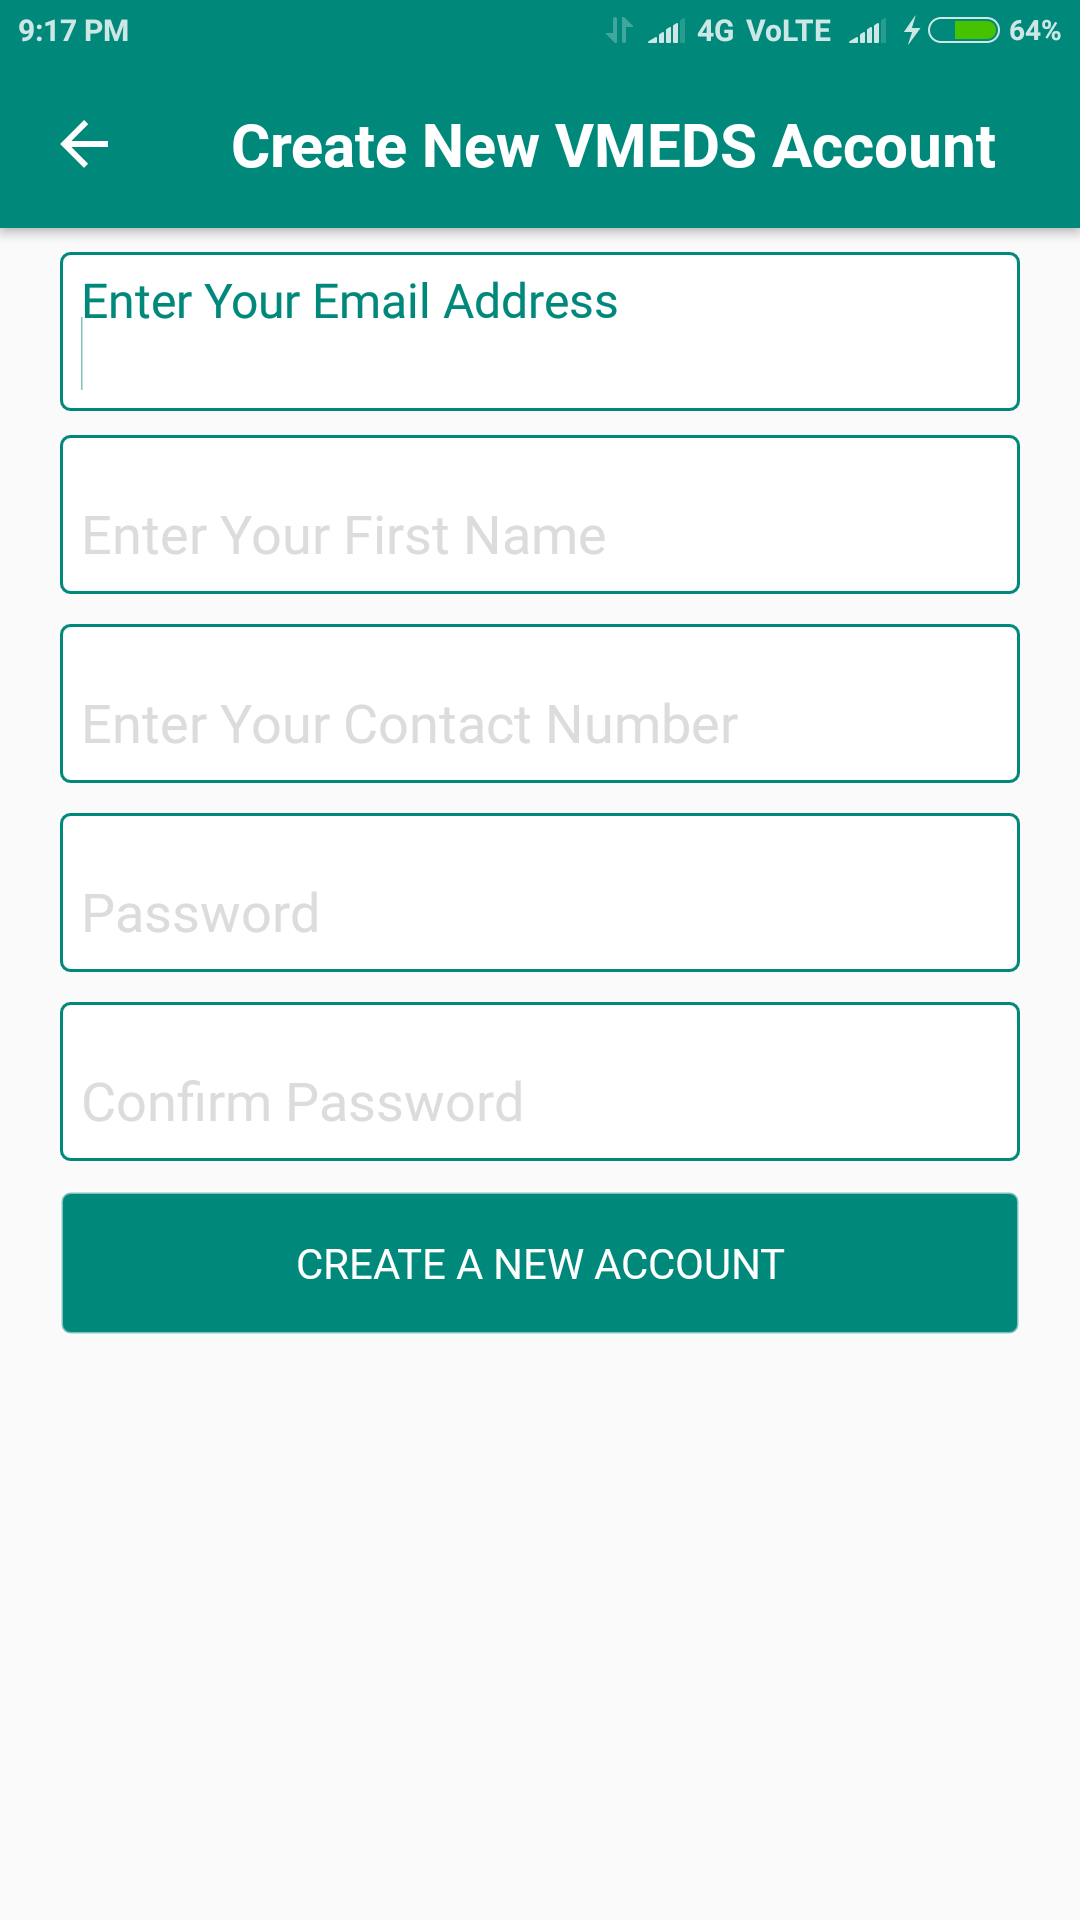 9:17 PM 4G VoLTE 64%
Create New VMEDS Account
Enter Your Email Address
Enter Your First Name
Enter Your Contact Number
Password
Confirm Password
CREATE A NEW ACCOUNT